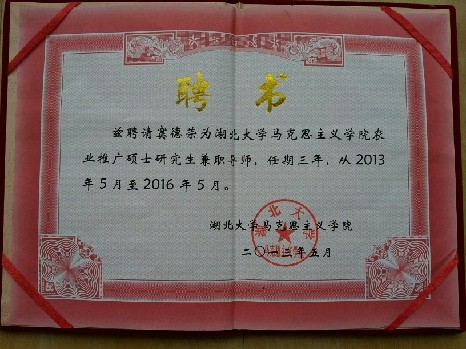 聘书
兹聘请龚德荣为湖北大学马克思主义学院农
业推广硕士研究生兼职导师，任期三年，从2013
年5月至2016年5月。
湖北大学马克思主义学院
二〇一三年五月